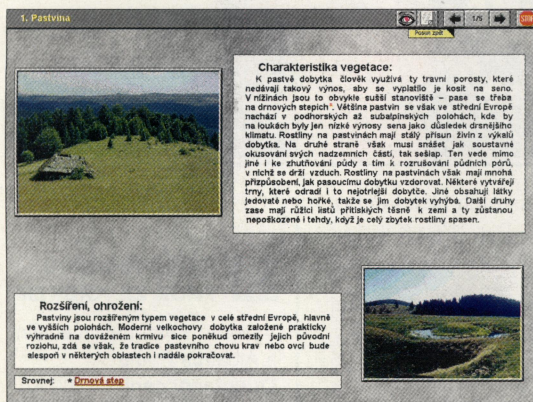 1. Pastvina
1/5
STOP
Posun zpět
Charakteristika vegetace:
K pastvě dobytka člověk využívá ty travní porosty, které
nedávají takový výnos, aby se vyplatilo je kosit na seno.
V nížinách jsou to obvykle sušší stanoviště - pase se třeba
na drnových stepích*. Většina pastvin se však ve střední Evropě
nachází v podhorských až subalpinských polohách, kde by
na loukách byly jen nízké výnosy sena jako důsledek drsnějšího
klimatu. Rostliny na pastvinách mají stálý přísun živin z výkalů
dobytka. Na druhé straně však musí snášet jak soustavné
okusování svých nadzemních částí, tak sešlap. Ten vede mimo
jiné i ke zhutňování půdy a tím k rozrušování půdních pórů,
v nichž se drží vzduch. Rostliny na pastvinách však mají mnohá
přizpůsobení, jak pasoucímu dobytku vzdorovat. Některé vytvářejí
trny, které odradí i to nejotrlejší dobytče. Jiné obsahují látky
jedovaté nebo hořké, takže se jim dobytek vyhýbá. Další druhy
zase mají růžici listů přitisklých těsně k zemi a ty zůstanou
nepoškozené i tehdy, když je celý zbytek rostliny spasen.
Rozšíření, ohrožení:
Pastviny jsou rozšířeným typem vegetace v celé střední Evropě, hlavně
ve vyšších polohách. Moderní velkochovy dobytka založené prakticky
výhradně na dováženém krmivu sice poněkud omezily jejich původní
rozlohu, zdá se však, že tradice pastevního chovu krav nebo ovcí bude
alespoň v některých oblastech i nadále pokračovat.
Srovnej: * Drnová step